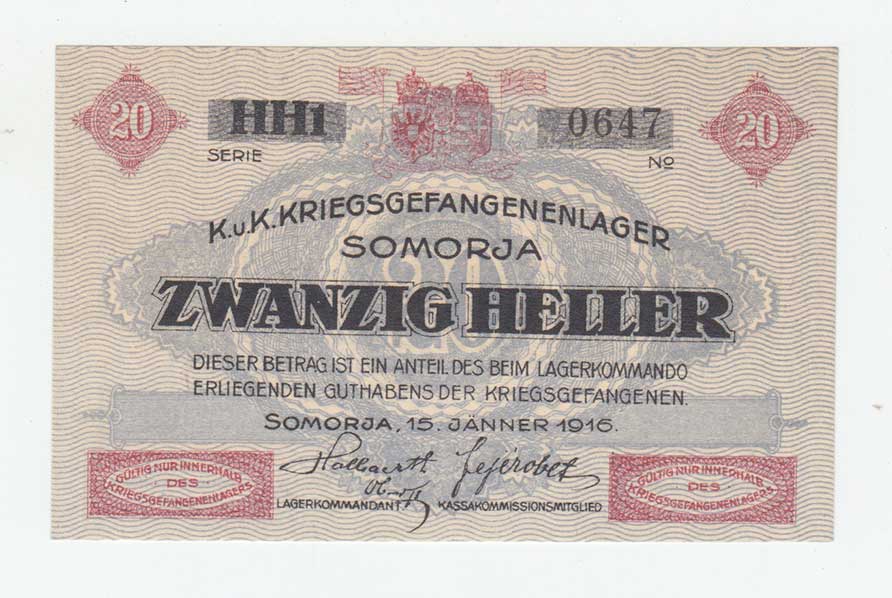 20 HH1 0647 20
SERIE No
K.u.K. KRIEGSGEFANGENENLAGER
SOMORJA
20
ZWANZIG HELLER
DIESER BETRAG IST EIN ANTEIL DES BEIM LAGERKOMMANDO
ERLIEGENDEN GUTHABENS DER KRIEGSGEFANGENEN.
SOMORJA, 15. JÄNNER 1916.
GÜLTIG NUR INNERHALB
DES
KRIEGSGEFANGENENLAGERS
LAGERKOMMANDANT KASSAKOMMISSIONSMITGLIED
GÜLTIG NUR INNERHALB
DES
KRIEGSGEFANGENENLAGERS